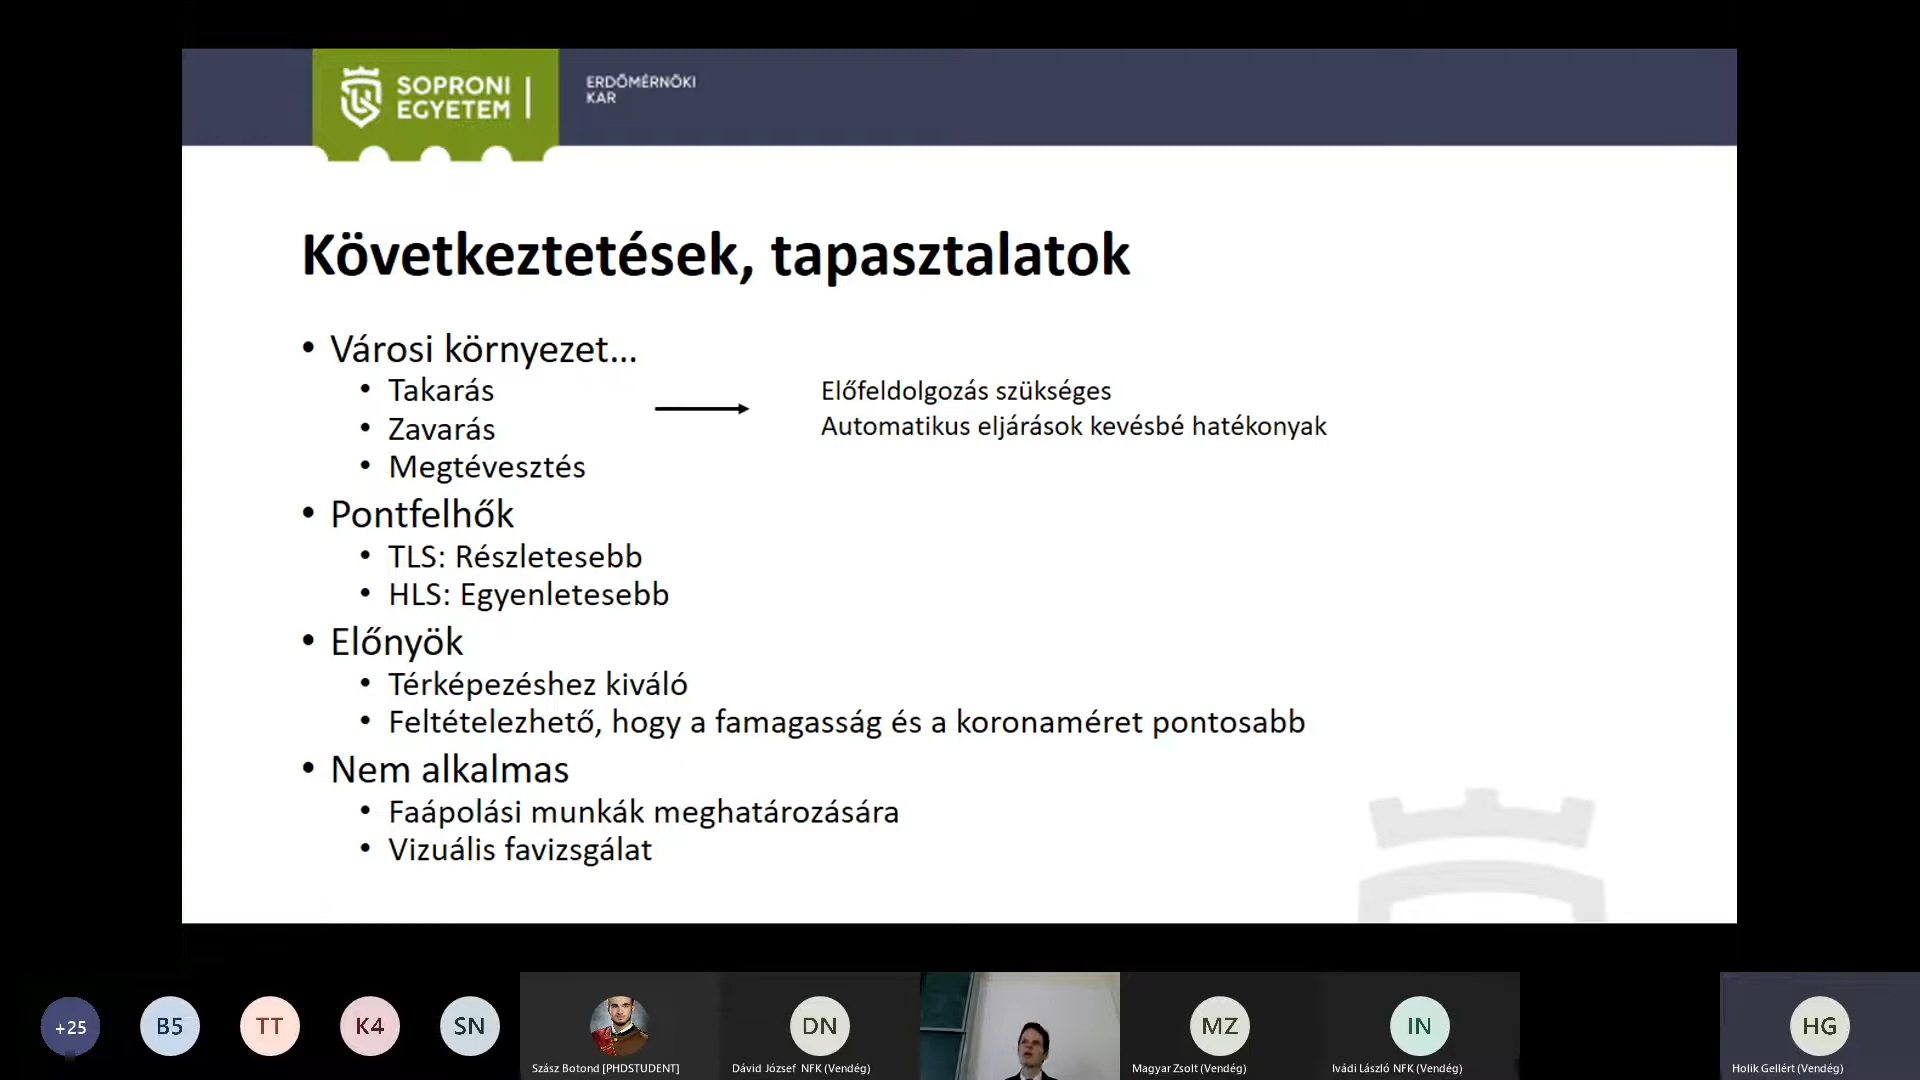 SOPRONI
EGYETEM
ERDŐMÉRNÖKI
KAR
Következtetések, tapasztalatok
• Városi környezet...
• Takarás
• Zavarás
• Megtévesztés
Előfeldolgozás szükséges
Automatikus eljárások kevésbé hatékonyak
• Pontfelhők
• TLS: Részletesebb
• HLS: Egyenletesebb
• Előnyök
• Térképezéshez kiváló
• Feltételezhető, hogy a famagasság és a koronaméret pontosabb
• Nem alkalmas
• Faápolási munkák meghatározására
• Vizuális favizsgálat
+25
B5
TT
K4
SN
Szász Botond [PHDSTUDENT]
DN
Dávid József NFK (Vendég)
MZ
Magyar Zsolt (Vendég)
IN
Ivádi László NFK (Vendég)
HG
Holik Gellért (Vendég)